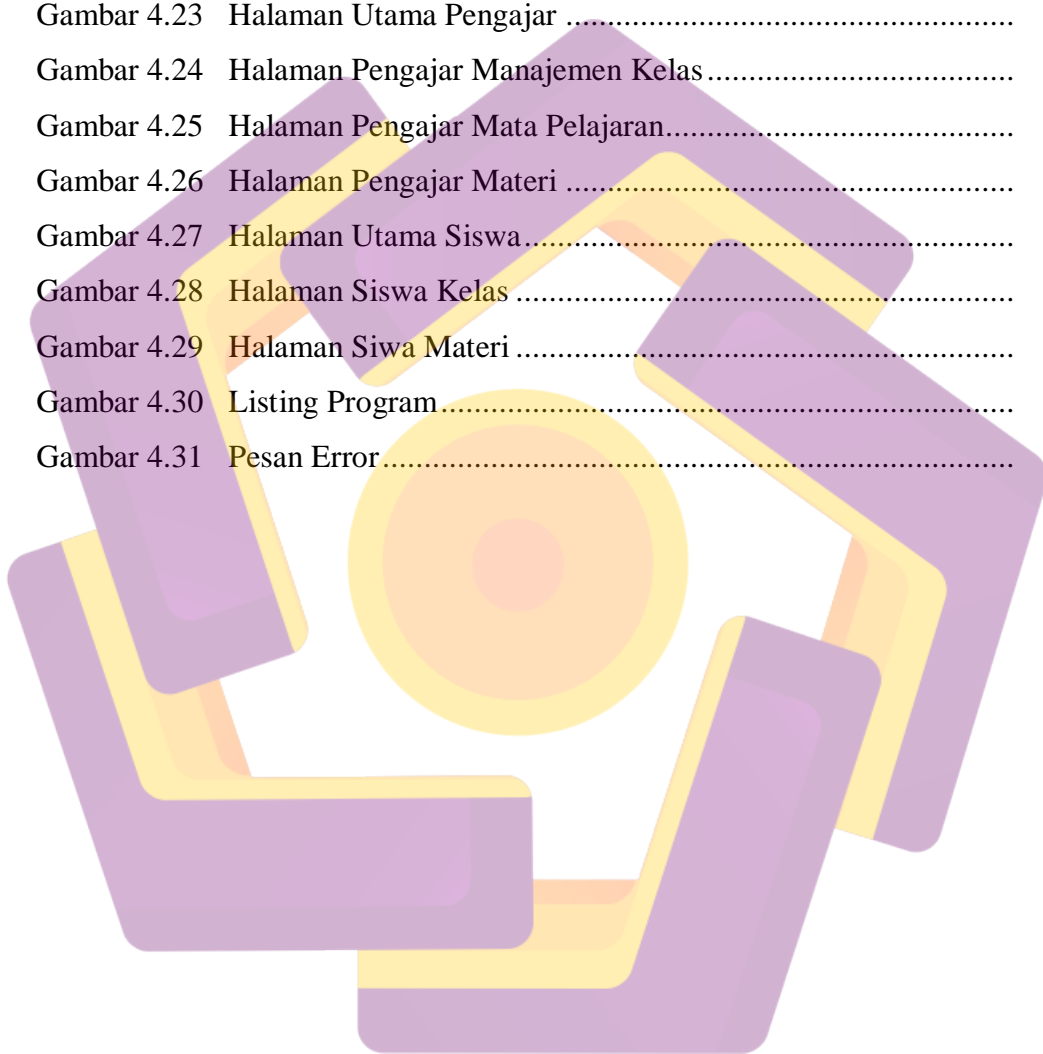 Gambar 4.23 Halaman Utama Pengajar ........................................................
Gambar 4.24 Halaman Pengajar Manajemen Kelas ......................................
Gambar 4.25 Halaman Pengajar Mata Pelajaran...........................................
Gambar 4.26 Halaman Pengajar Materi ........................................................
Gambar 4.27 Halaman Utama Siswa.............................................................
Gambar 4.28 Halaman Siswa Kelas ..............................................................
Gambar 4.29 Halaman Siwa Materi ..............................................................
Gambar 4.30 Listing Program.......................................................................
Gambar 4.31 Pesan Error..............................................................................